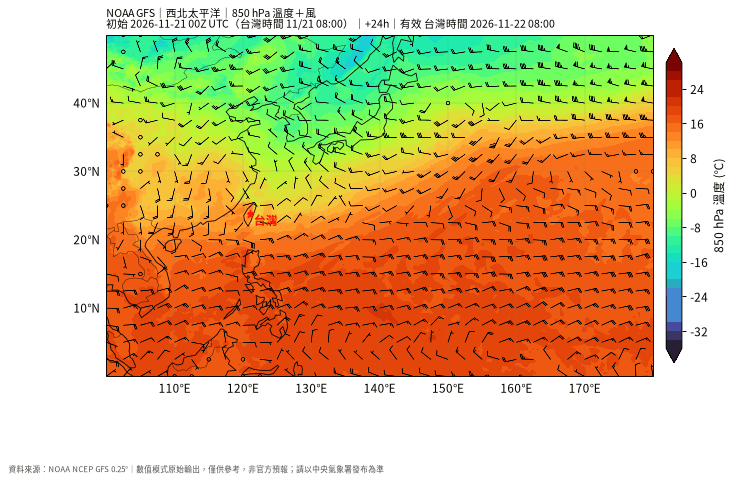 NOAA GFS｜西北太平洋｜850 hPa 溫度＋風
初始 2026-11-21 00Z UTC（台灣時間 11/21 08:00）｜+24h｜有效 台灣時間 2026-11-22 08:00
40°N
30°N
20°N
10°N
110°E
120°E
130°E
140°E
150°E
160°E
170°E
台灣
24
16
8
0
-8
-16
-24
-32
850 hPa 溫度 (°C)
資料來源：NOAA NCEP GFS 0.25°｜數值模式原始輸出，僅供參考，非官方預報；請以中央氣象署發布為準